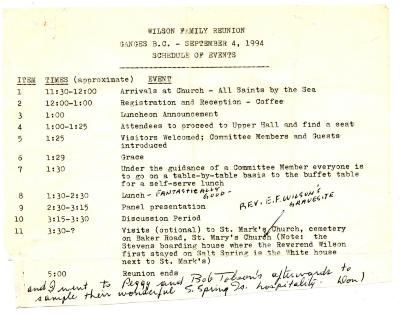 WILSON FAMILY REUNION
GANGES B.C. - SEPTEMBER 4, 1994
SCHEDULE OF EVENTS
ITEM TIMES (approximate) EVENT
1 11:30-12:00 Arrivals at Church - All Saints by the Sea
2 12:00-1:00 Registration and Reception - Coffee
3 1:00 Luncheon Announcement
4 1:00-1:25 Attendees to proceed to Upper Hall and find a seat
5 1:25 Visitors Welcomed; Committee Members and Guests
introduced
6 1:29 Grace
7 1:30 Under the guidance of a Committee Member everyone is
to go on a table-by-table basis to the buffet table
for a self-serve lunch
8 1:30-2:30 Lunch - FANTASTICALLY GOOD -
9 2:30-3:15 Panel presentation
REV. E.F. WILSON'S
GRAVESITE
10 3:15-3:30 Discussion Period
11 3:30-? Visits (optional) to St. Mark's Church, cemetery
on Baker Road, St. Mary's Church (Note: the
Stevens boarding house where the Reverend Wilson
first stayed on Salt Spring is the White house
next to St. Mark's)
5:00 Reunion ends
and I went to Peggy and Bob Tolson's afterwards to
sample their wonderful S. Spring Is. hospitality. Don)